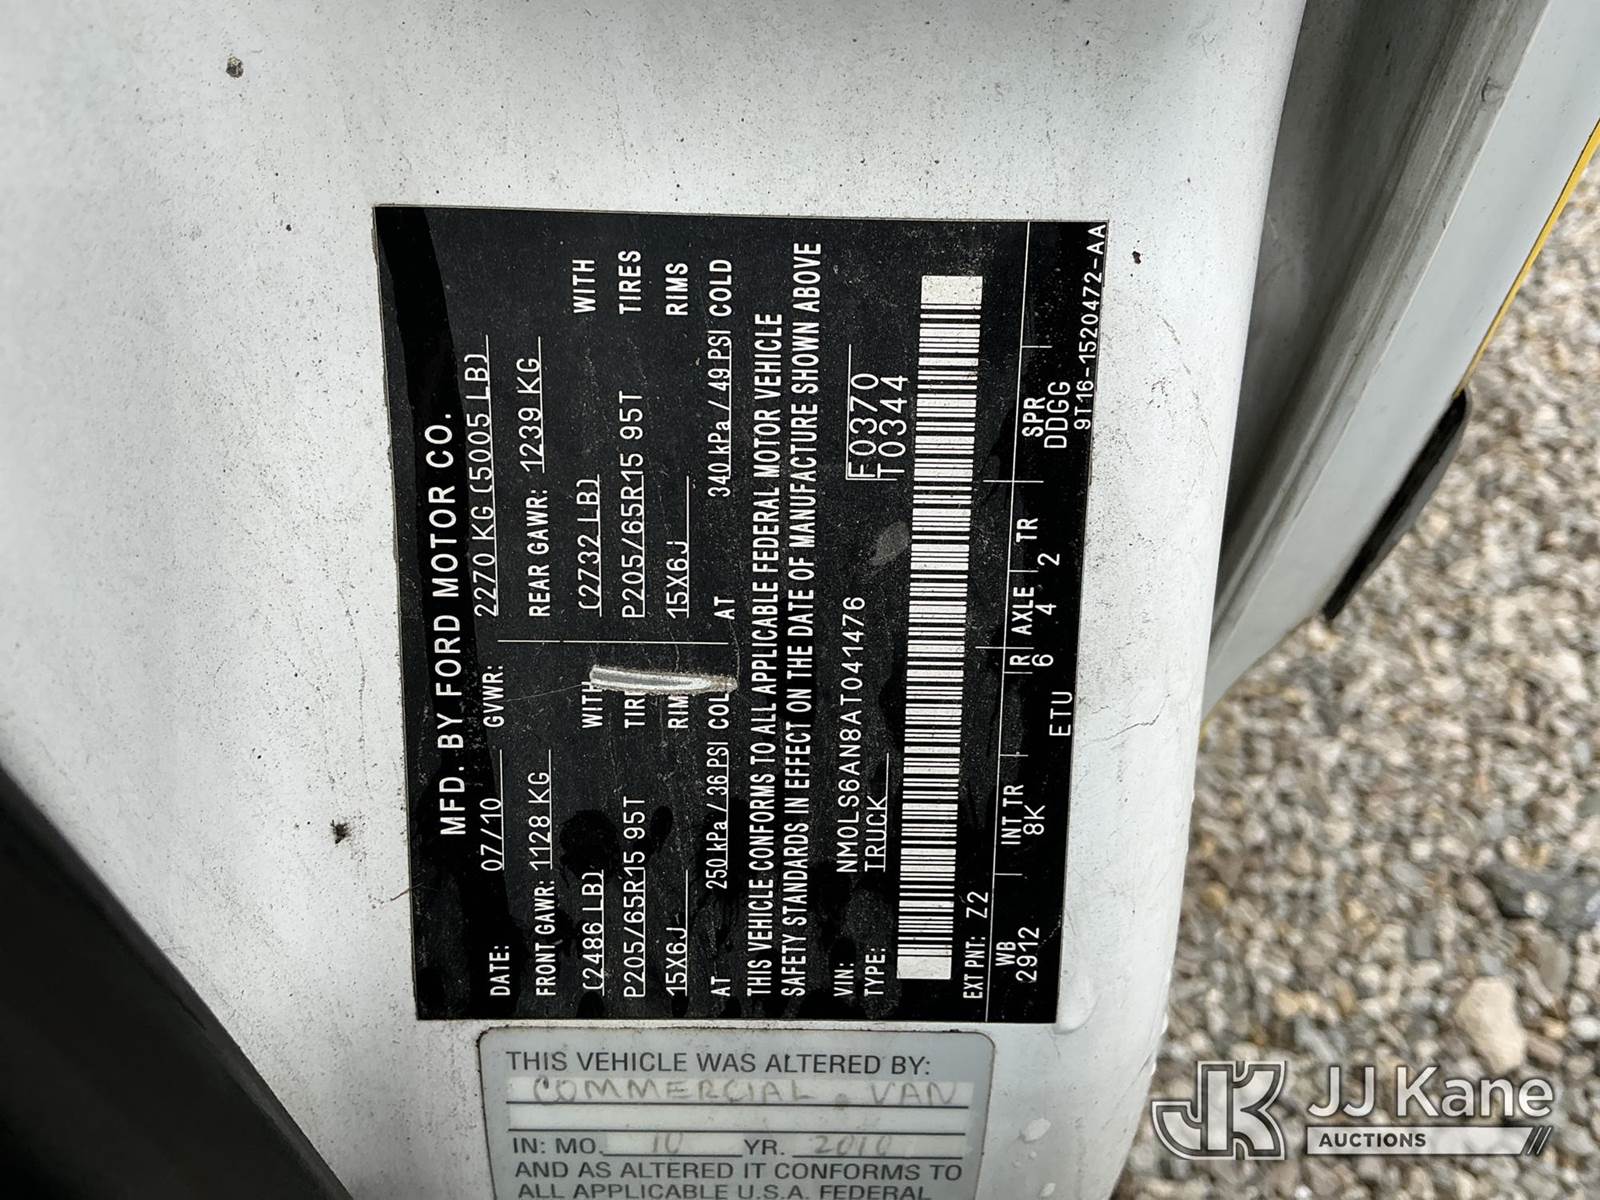 MFD. BY FORD MOTOR CO.
DATE: 07/10 GVWR: 2270 KG (5005 LB)
FRONT GAWR: 1128 KG REAR GAWR: 1239 KG
(2486 LB) WITH (2732 LB) WITH
P205/65R15 95T P205/65R15 95T TIRES
15X6J 15X6J RIMS
AT 250 kPa / 36 PSI AT 340 kPa / 49 PSI COLD
THIS VEHICLE CONFORMS TO ALL APPLICABLE FEDERAL MOTOR VEHICLE
SAFETY STANDARDS IN EFFECT ON THE DATE OF MANUFACTURE SHOWN ABOVE
VIN: NM0LS6AN8AT041476 F0370
TYPE: TRUCK T0344
EXT PNT: Z2
WB INT TR R AXLE TR SPR
2912 8K 6 4 2 DDGG
ETU 9T16-1520472-AA
THIS VEHICLE WAS ALTERED BY:
COMMERCIAL VAN
IN: MO. 10 YR. 2010
AND AS ALTERED IT CONFORMS TO
ALL APPLICABLE U.S.A. FEDERAL
JK JJ Kane
AUCTIONS